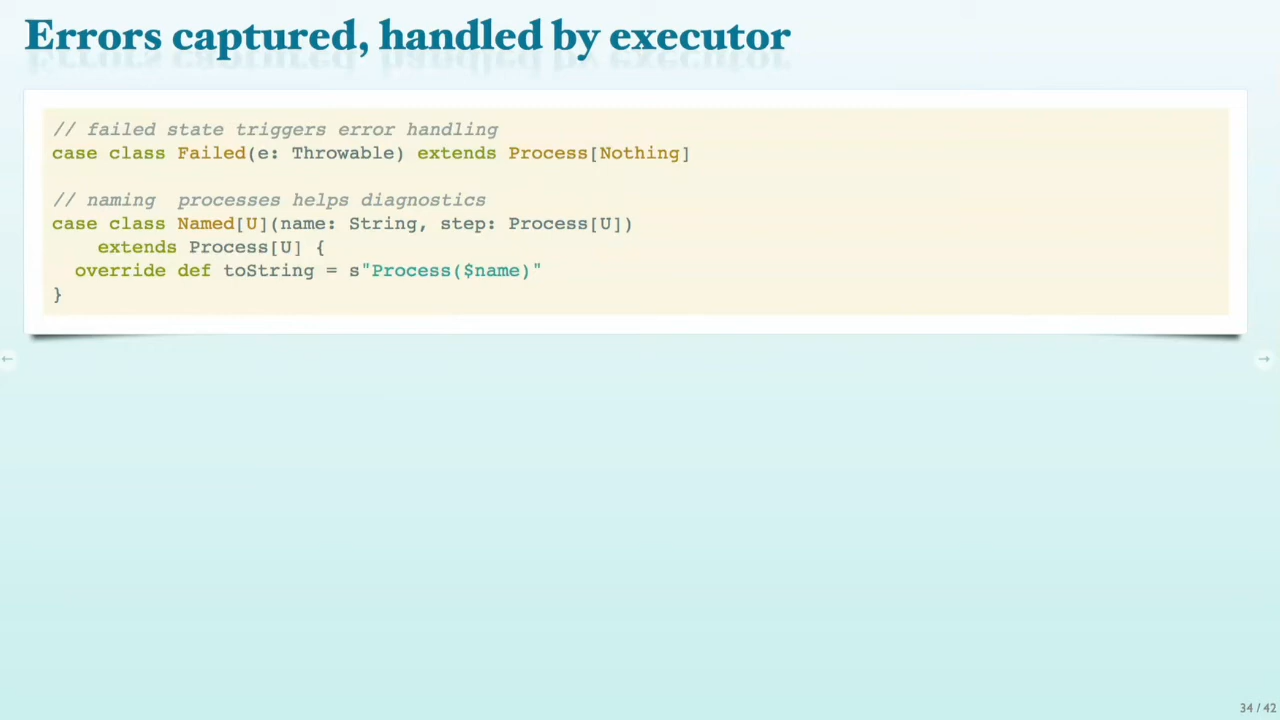 Errors captured, handled by executor
// failed state triggers error handling
case class Failed(e: Throwable) extends Process[Nothing]
// naming  processes helps diagnostics
case class Named[U](name: String, step: Process[U])
    extends Process[U] {
  override def toString = s"Process($name)"
}
←
→
34 / 42